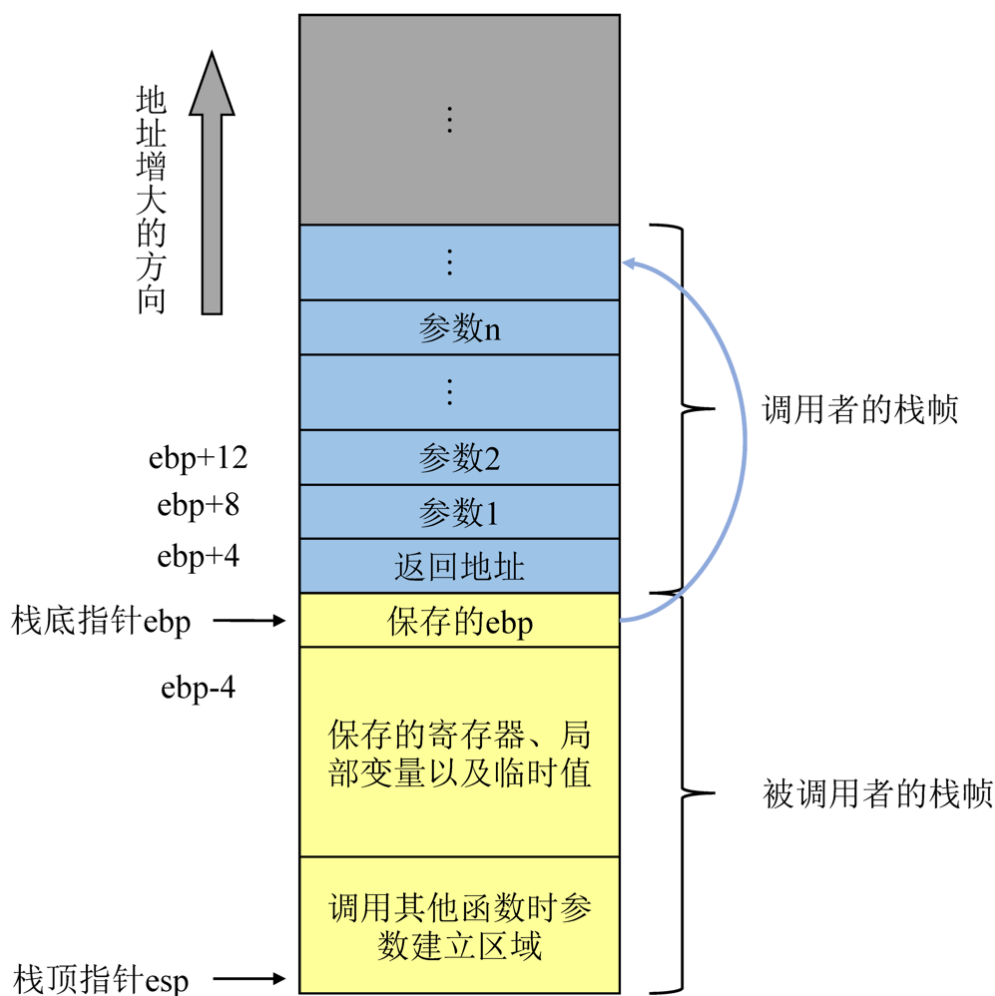 ⋮
地址增大的方向
⋮
参数n
⋮
调用者的栈帧
ebp+12
参数2
ebp+8
参数1
ebp+4
返回地址
栈底指针ebp
保存的ebp
ebp-4
保存的寄存器、局
部变量以及临时值
被调用者的栈帧
调用其他函数时参
数建立区域
栈顶指针esp